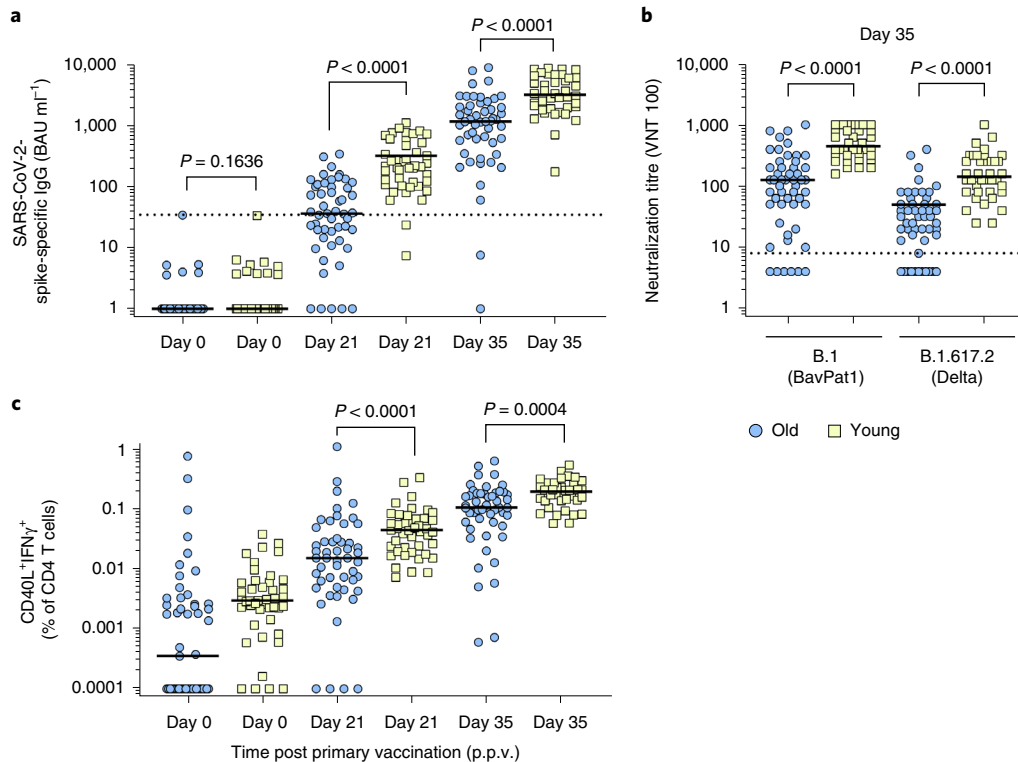 a
SARS-CoV-2-
spike-specific IgG (BAU ml⁻¹)
10,000
1,000
100
10
1
P = 0.1636
P < 0.0001
P < 0.0001
Day 0
Day 0
Day 21
Day 21
Day 35
Day 35
b
Day 35
Neutralization titre (VNT 100)
10,000
1,000
100
10
1
P < 0.0001
P < 0.0001
B.1
(BavPat1)
B.1.617.2
(Delta)
Old
Young
c
CD40L⁺IFNγ⁺
(% of CD4 T cells)
1
0.1
0.01
0.001
0.0001
P < 0.0001
P = 0.0004
Day 0
Day 0
Day 21
Day 21
Day 35
Day 35
Time post primary vaccination (p.p.v.)